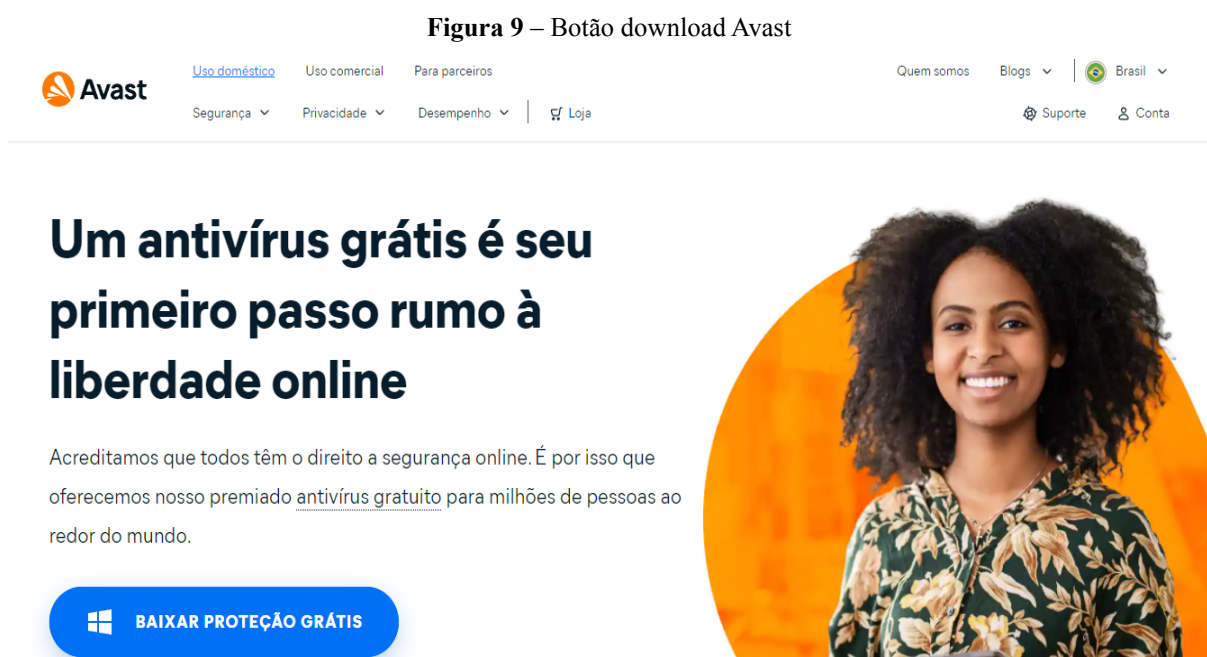 Figura 9 – Botão download Avast
Avast
Uso doméstico Uso comercial Para parceiros Quem somos Blogs Brasil
Segurança Privacidade Desempenho Loja Suporte Conta
Um antivírus grátis é seu
primeiro passo rumo à
liberdade online
Acreditamos que todos têm o direito a segurança online. É por isso que
oferecemos nosso premiado antivírus gratuito para milhões de pessoas ao
redor do mundo.
BAIXAR PROTEÇÃO GRÁTIS